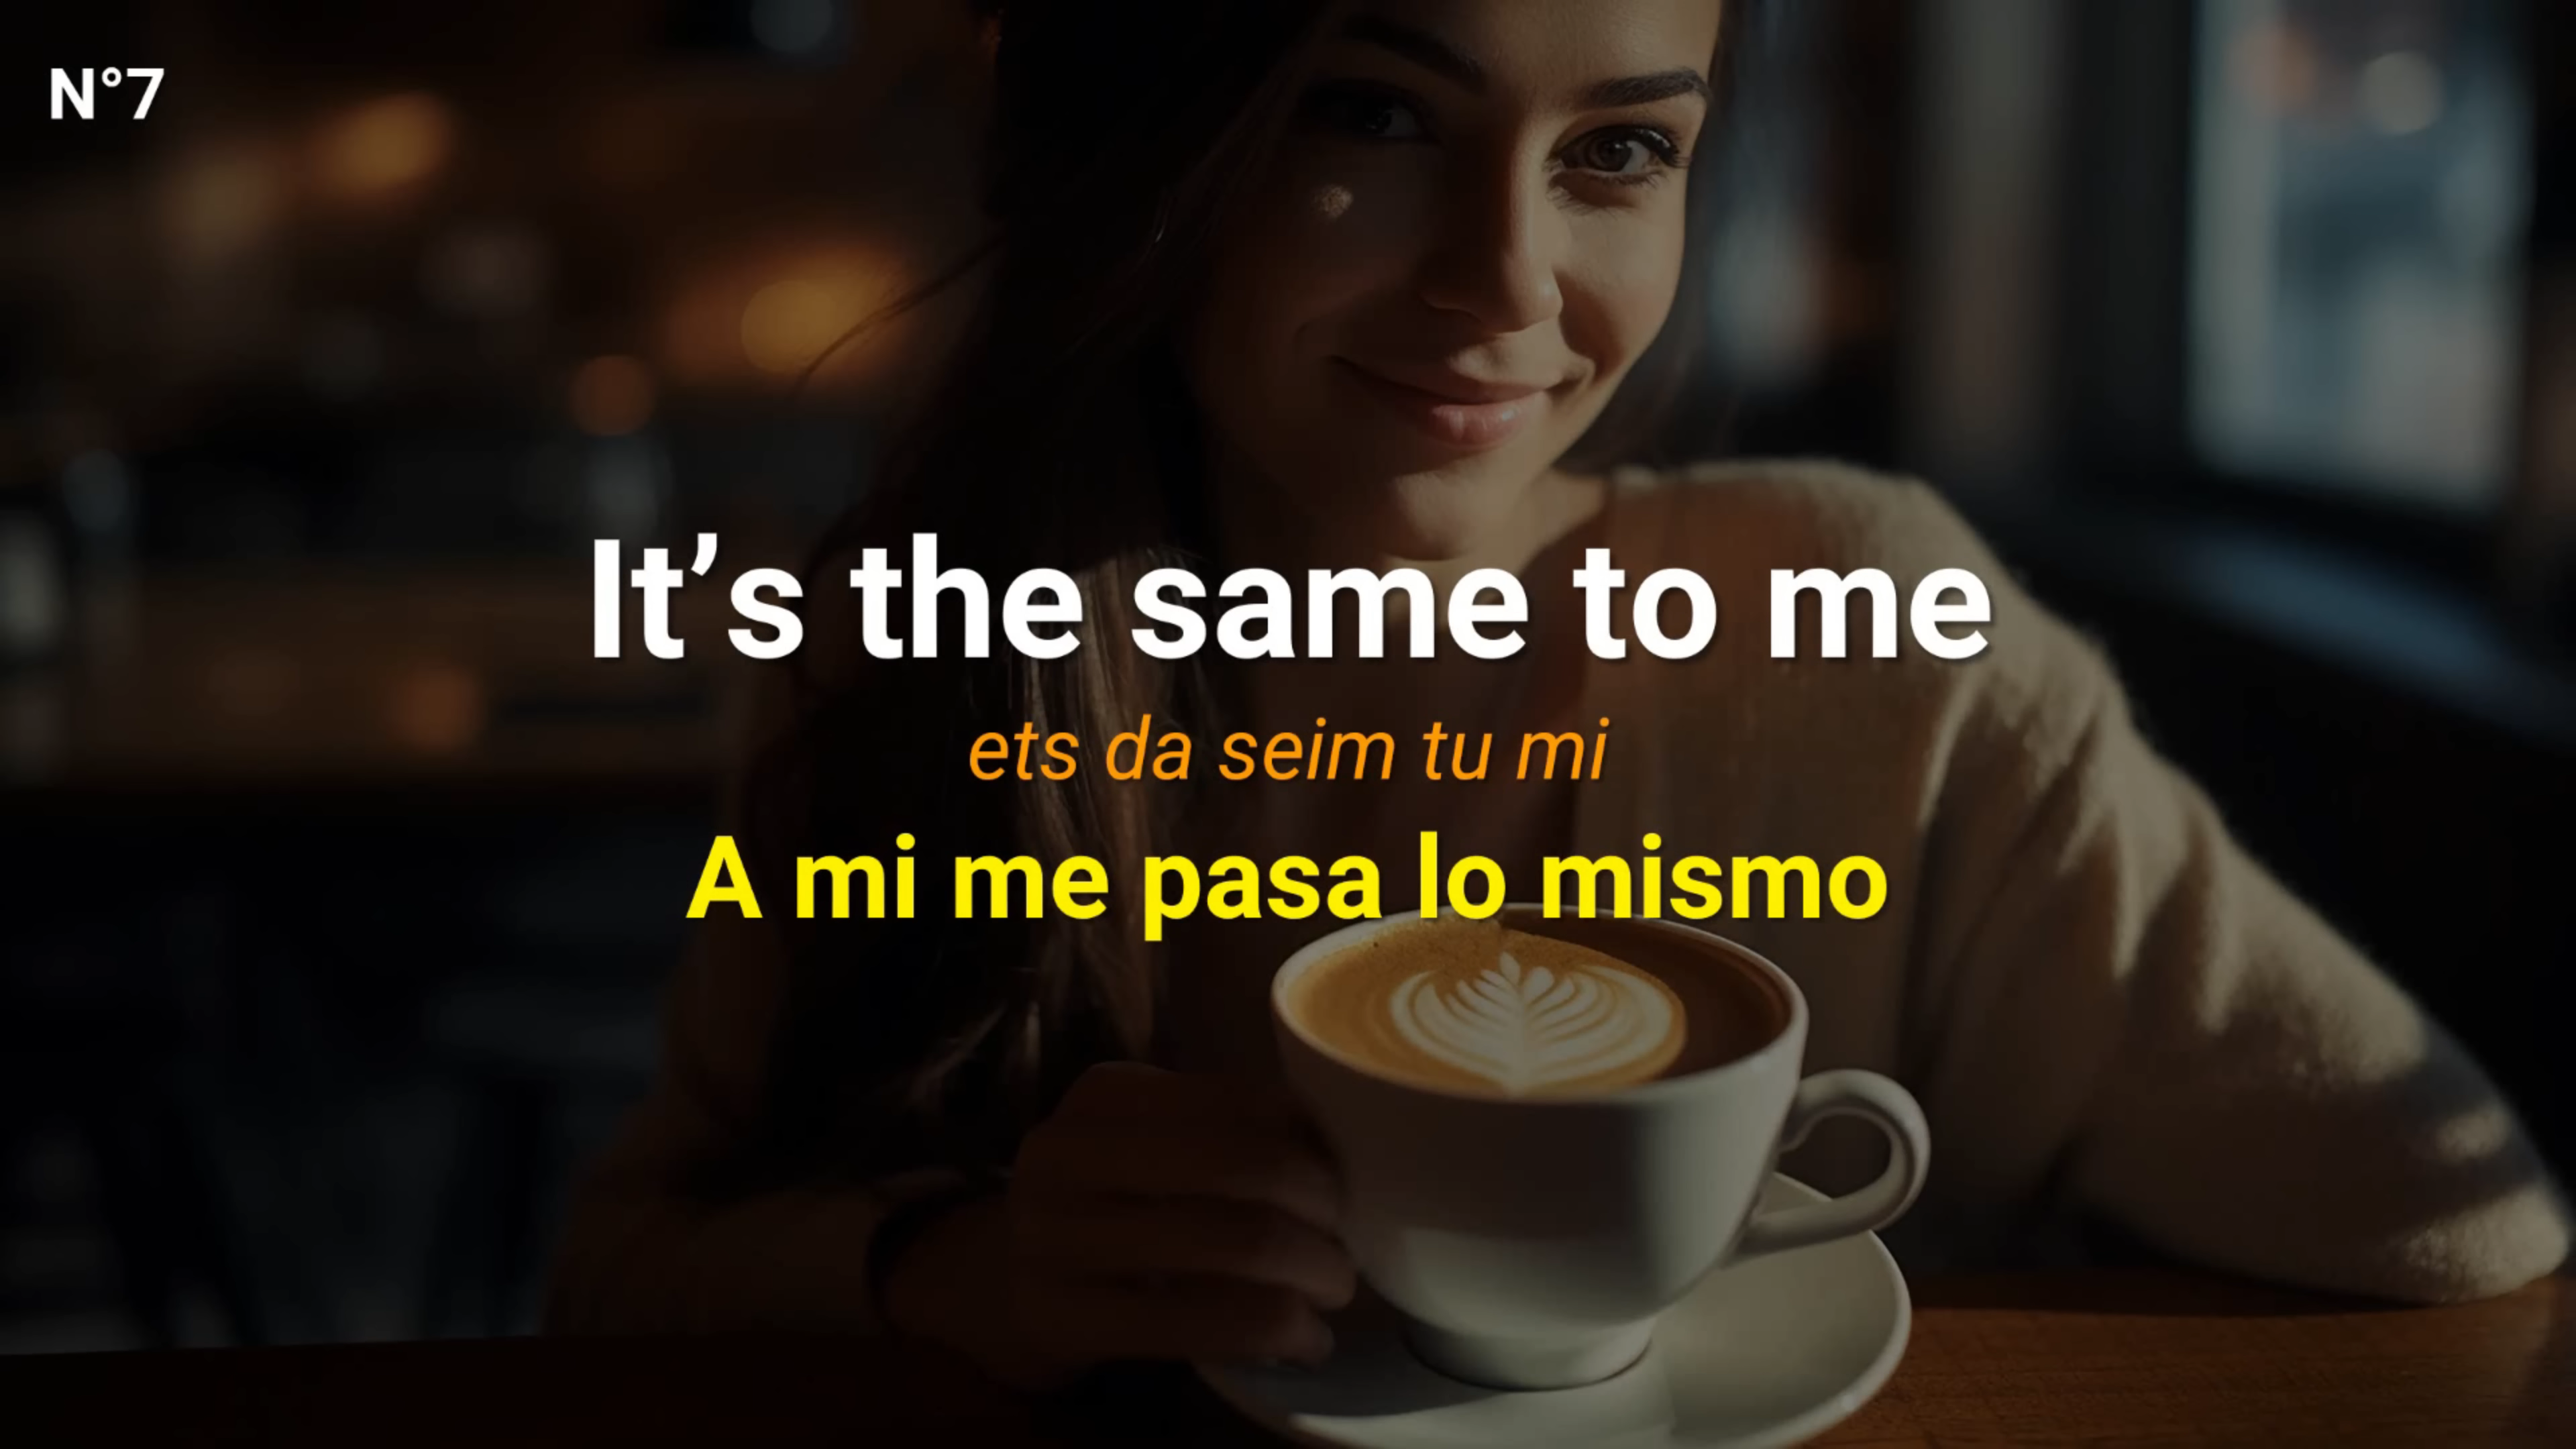 N°7
It’s the same to me
ets da seim tu mi
A mi me pasa lo mismo